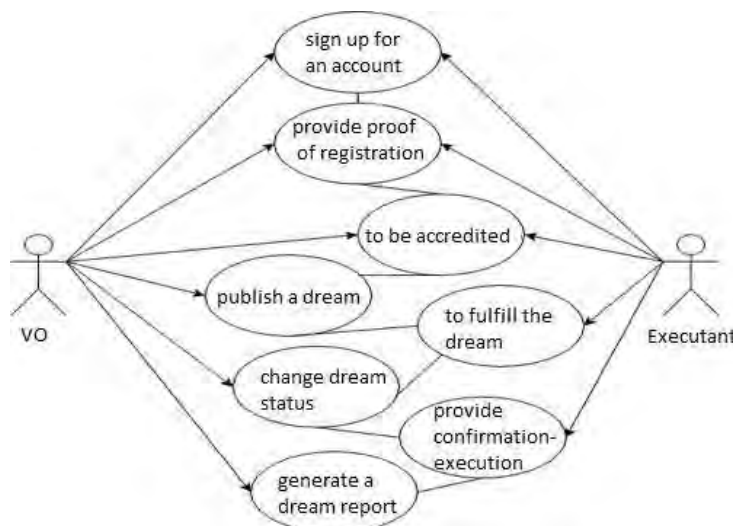 sign up for
an account
provide proof
of registration
to be accredited
publish a dream
to fulfill the
dream
VO
Executant
change dream
status
provide
confirmation-
execution
generate a
dream report